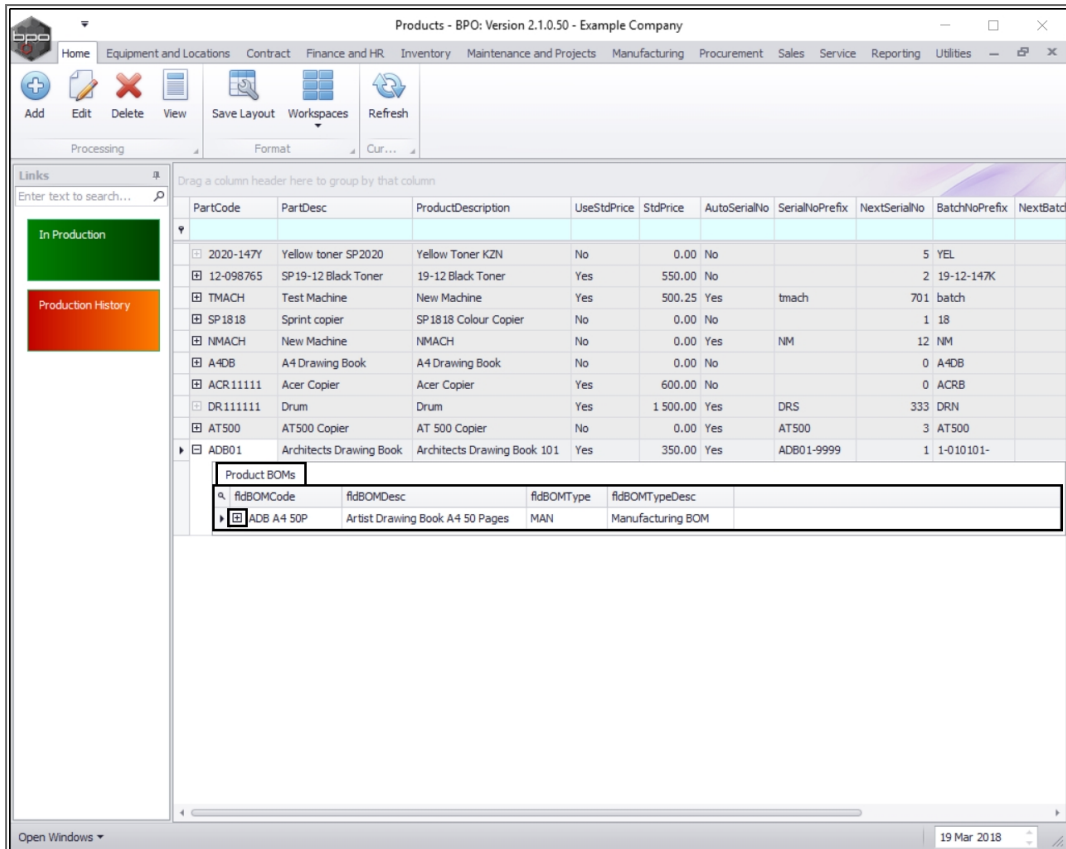 Products - BPO: Version 2.1.0.50 - Example Company
bpo
Home Equipment and Locations Contract Finance and HR Inventory Maintenance and Projects Manufacturing Procurement Sales Service Reporting Utilities
Add Edit Delete View Save Layout Workspaces Refresh
Processing Format Cur...
Links
Enter text to search...
In Production
Production History
Drag a column header here to group by that column
PartCode PartDesc ProductDescription UseStdPrice StdPrice AutoSerialNo SerialNoPrefix NextSerialNo BatchNoPrefix NextBatch
2020-147Y Yellow toner SP2020 Yellow Toner KZN No 0.00 No 5 YEL
12-098765 SP19-12 Black Toner 19-12 Black Toner Yes 550.00 No 2 19-12-147K
TMACH Test Machine New Machine Yes 500.25 Yes tmach 701 batch
SP1818 Sprint copier SP1818 Colour Copier No 0.00 No 1 18
NMACH New Machine NMACH No 0.00 Yes NM 12 NM
A4DB A4 Drawing Book A4 Drawing Book No 0.00 No 0 A4DB
ACR11111 Acer Copier Acer Copier Yes 600.00 No 0 ACRB
DR111111 Drum Drum Yes 1 500.00 Yes DRS 333 DRN
AT500 AT500 Copier AT 500 Copier No 0.00 Yes AT500 3 AT500
ADB01 Architects Drawing Book Architects Drawing Book 101 Yes 350.00 Yes ADB01-9999 1 1-010101-
Product BOMs
fldBOMCode fldBOMDesc fldBOMType fldBOMTypeDesc
ADB A4 50P Artist Drawing Book A4 50 Pages MAN Manufacturing BOM
Open Windows 19 Mar 2018